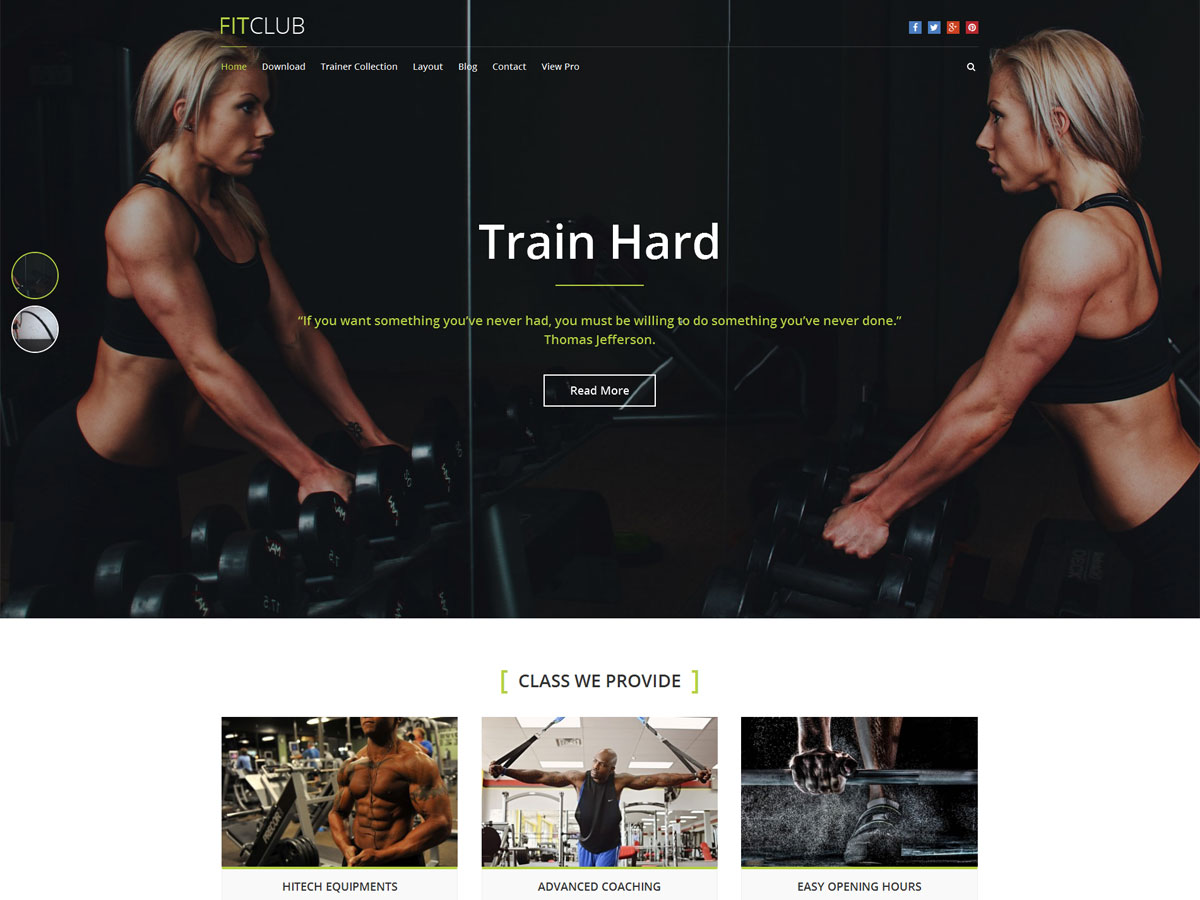 FITCLUB
Home Download Trainer Collection Layout Blog Contact View Pro
Train Hard
“If you want something you’ve never had, you must be willing to do something you’ve never done.”
Thomas Jefferson.
Read More
[ CLASS WE PROVIDE ]
HITECH EQUIPMENTS ADVANCED COACHING EASY OPENING HOURS